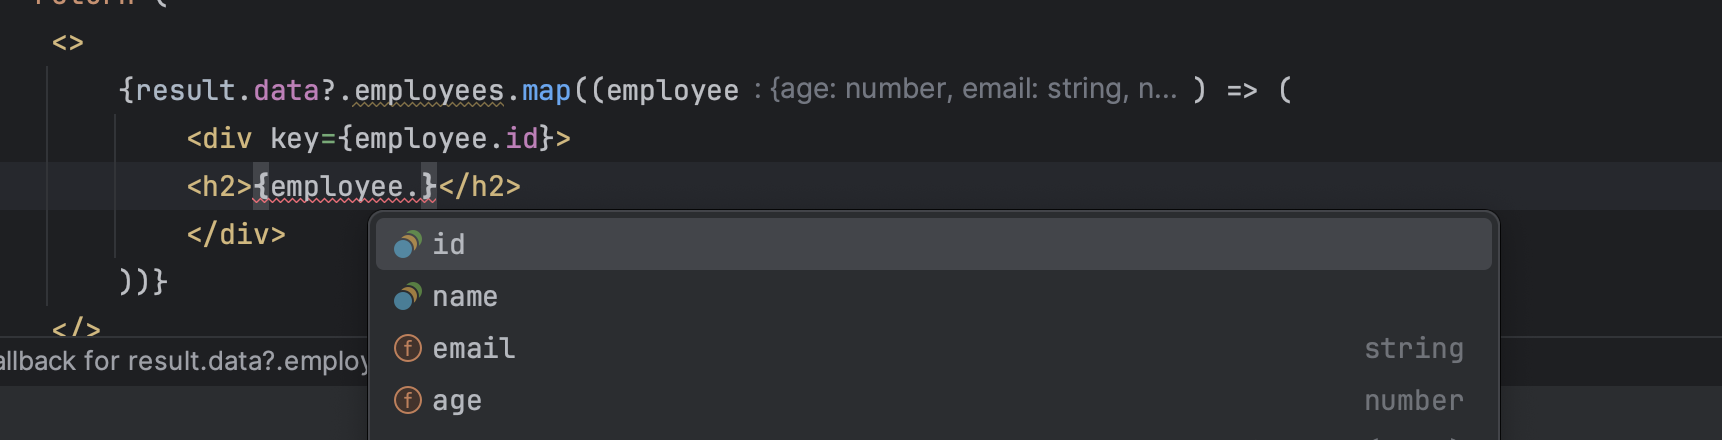 return (
<>
{result.data?.employees.map((employee : {age: number, email: string, n... ) => (
<div key={employee.id}>
<h2>{employee.}</h2>
</div>
))}
</>
allback for result.data?.employ
id
name
email string
age number